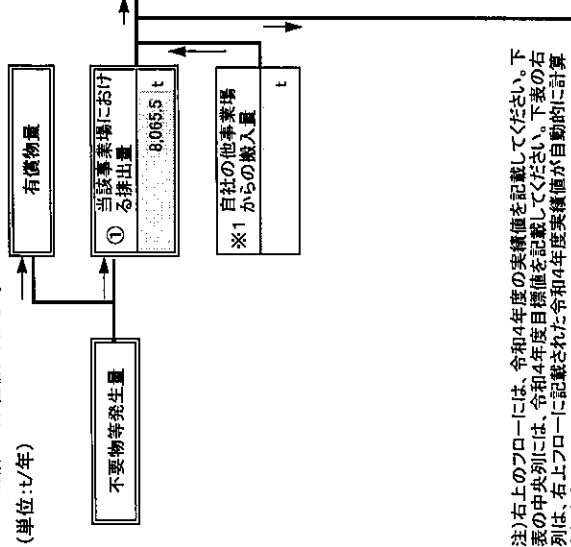 (単位:t/年)
不要物等発生量
有償物量
① 当該事業場におけ
る排出量
8,065.5 t
※1 自社の他事業場
からの搬入量
t
注)右上のフローには、令和4年度の実績値を記載してください。下
表の中央列には、令和4年度目標値を記載してください。下表の右
列は、右上フローに記載された令和4年度実績値が自動的に計算